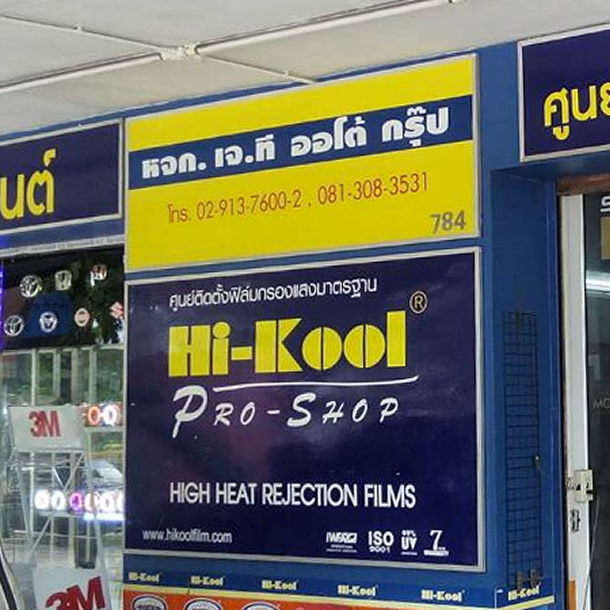 หจก. เจ.ที ออโต้ กรุ๊ป
โทร. 02-913-7600-2 , 081-308-3531
784
นต์
ศูนย
ศูนย์ติดตั้งฟิล์มกรองแสงมาตรฐาน
Hi-Kool ®
PRO-SHOP
HIGH HEAT REJECTION FILMS
www.hikoolfilm.com
ISO 9001
99% UV
7
3M
3M
Hi-Kool Hi-Kool Hi-Kool Hi-Kool Hi-Kool Hi-Kool